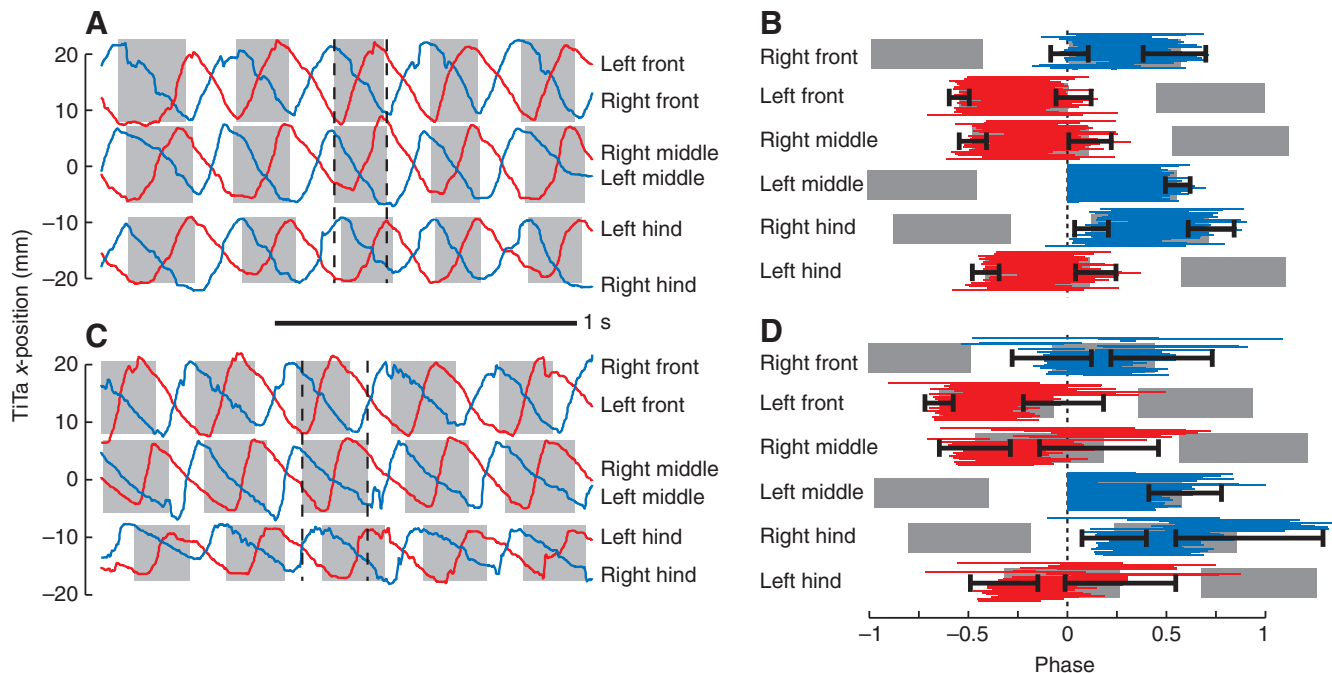 A
B
TiTa x-position (mm)
20
10
0
−10
−20
Left front
Right front
Right middle
Left middle
Left hind
Right hind
1 s
Right front
Left front
Right middle
Left middle
Right hind
Left hind
C
D
20
10
0
−10
−20
Right front
Left front
Right middle
Left middle
Left hind
Right hind
Right front
Left front
Right middle
Left middle
Right hind
Left hind
−1 −0.5 0 0.5 1
Phase